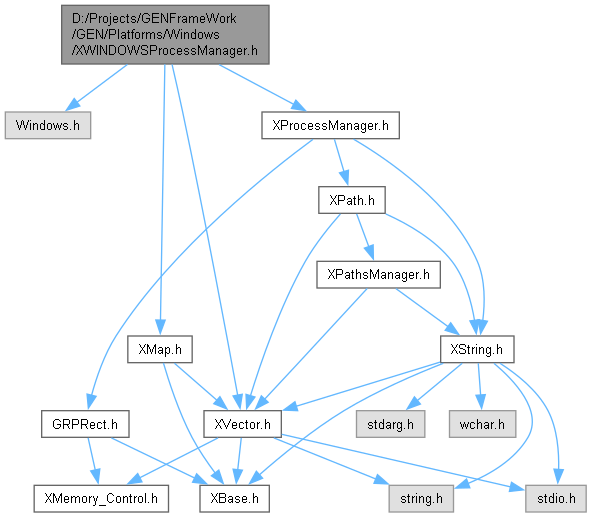 D:/Projects/GENFrameWork
/GEN/Platforms/Windows
/XWINDOWSProcessManager.h
Windows.h
XProcessManager.h
XPath.h
XPathsManager.h
XMap.h
XString.h
GRPRect.h
XVector.h
stdarg.h
wchar.h
XMemory_Control.h
XBase.h
string.h
stdio.h